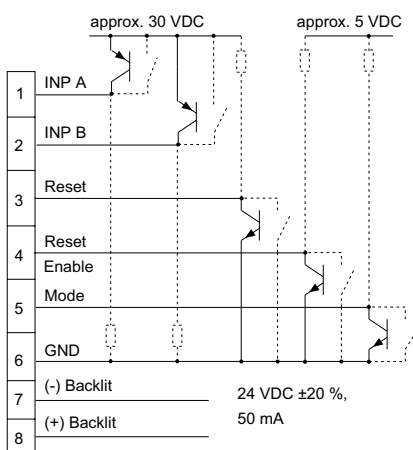 approx. 30 VDC
approx. 5 VDC
1 INP A
2 INP B
3 Reset
4 Reset
Enable
5 Mode
6 GND
7 (-) Backlit
24 VDC ±20 %,
50 mA
8 (+) Backlit